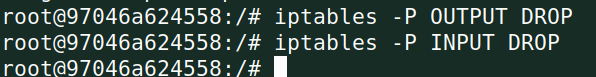 root@97046a624558:/# iptables -P OUTPUT DROP
root@97046a624558:/# iptables -P INPUT DROP
root@97046a624558:/#